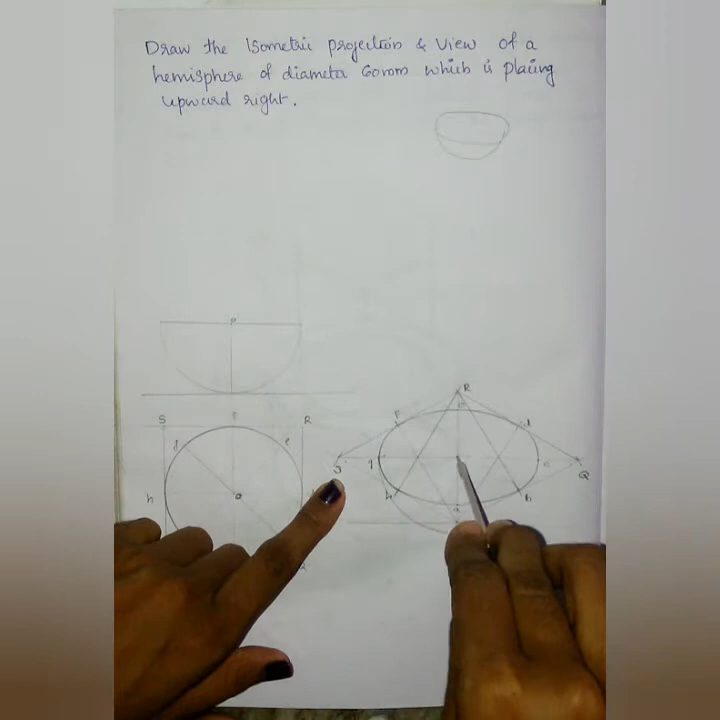 Draw the Isometric projection & View of a
hemisphere of diameter 60mm which is placing
upward right.
P
S
R
f
e
h
o
R
e
f
d
S
g
c
Q
h
b
a